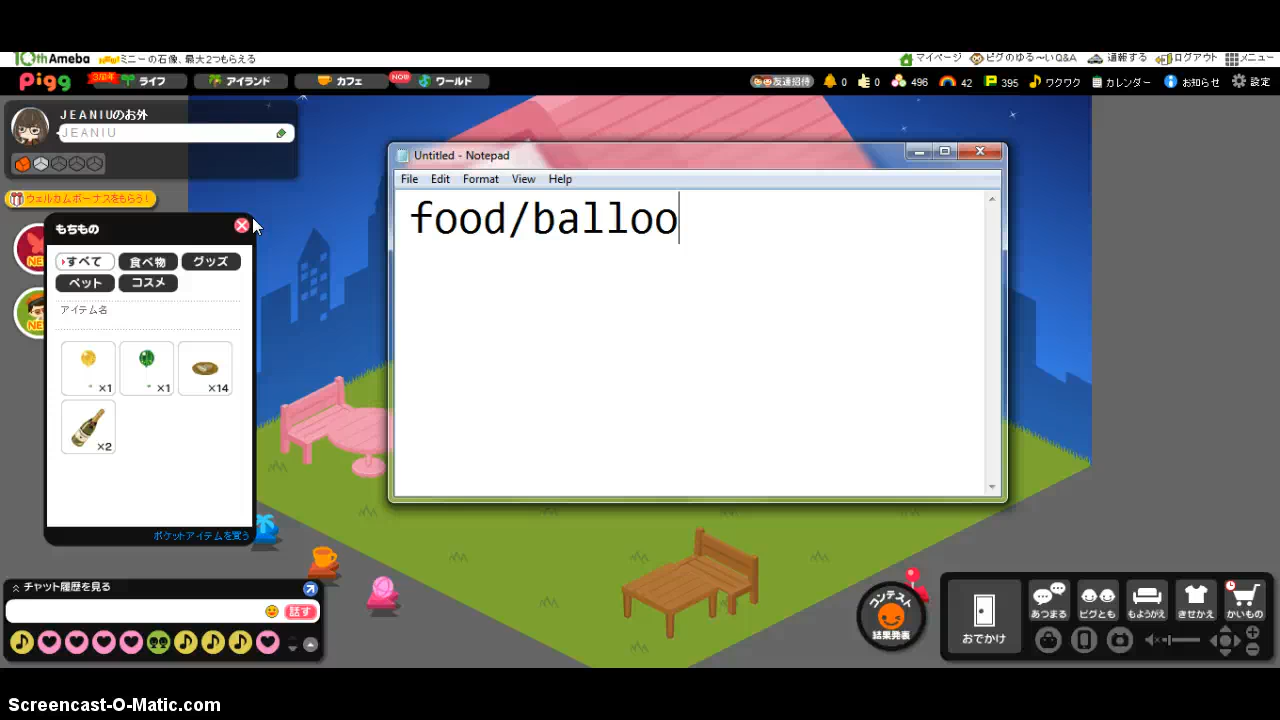 10thAmeba NEW! ミニーの石像、最大2つもらえる
マイページ ピグのゆる〜いQ&A 通報する ログアウト メニュー
Pigg 3周年 ライフ アイランド カフェ NEW ワールド 友達招待 0 0 496 42 395 ワクワク カレンダー お知らせ 設定
JEANIUのお外
JEANIU
ウェルカムボーナスをもらう!
NE
NE
もちもの
すべて 食べ物 グッズ
ペット コスメ
アイテム名
×1 ×1 ×14
×2
ポケットアイテムを買う
Untitled - Notepad
File Edit Format View Help
food/balloo
チャット履歴を見る
話す
コンテスト
結果発表
おでかけ
あつまる ピグとも もようがえ きせかえ かいもの
Screencast-O-Matic.com